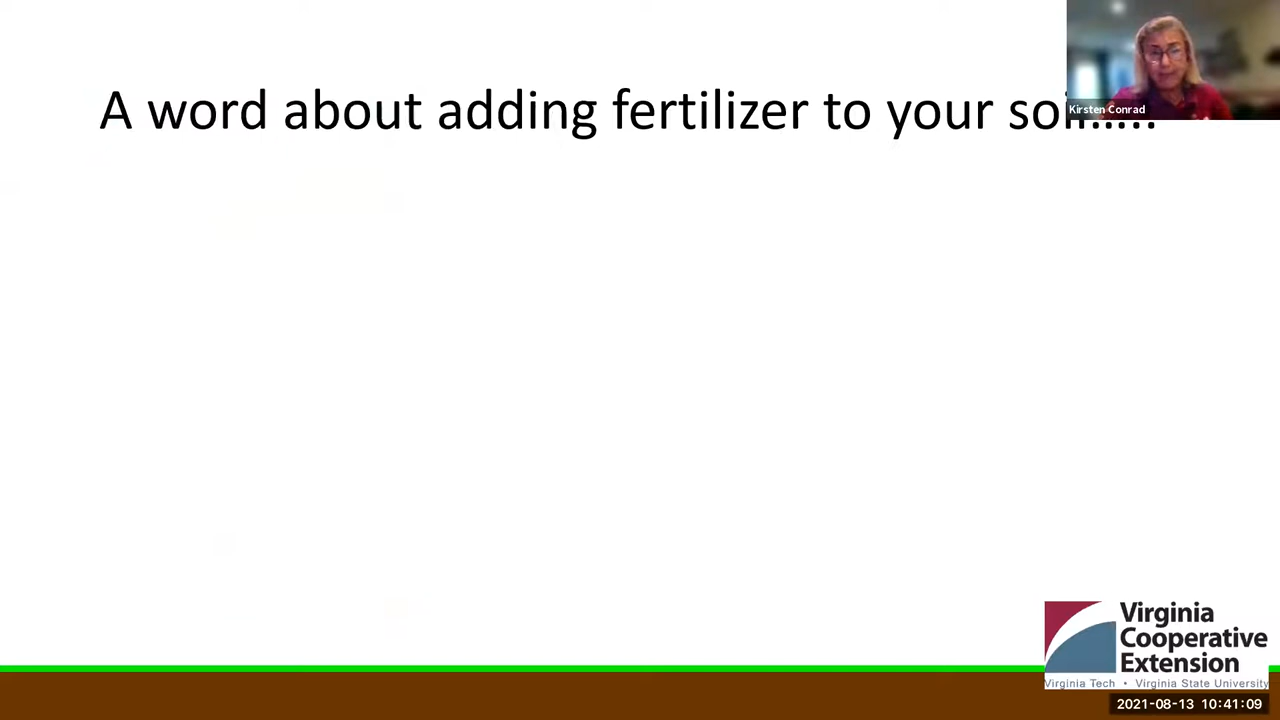 A word about adding fertilizer to your soil.....
Kirsten Conrad
Virginia
Cooperative
Extension
Virginia Tech • Virginia State University
2021-08-13 10:41:09